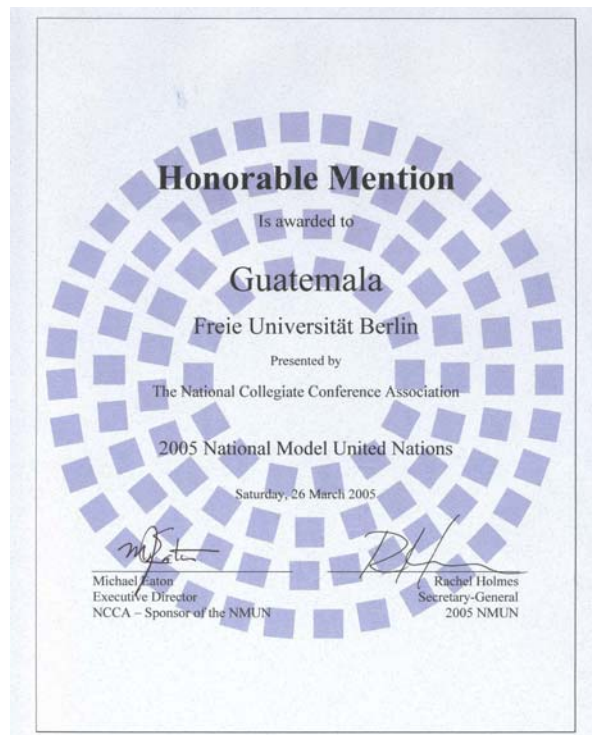 Honorable Mention
Is awarded to
Guatemala
Freie Universität Berlin
Presented by
The National Collegiate Conference Association
2005 National Model United Nations
Saturday, 26 March 2005
Michael Eaton
Executive Director
NCCA – Sponsor of the NMUN
Rachel Holmes
Secretary-General
2005 NMUN